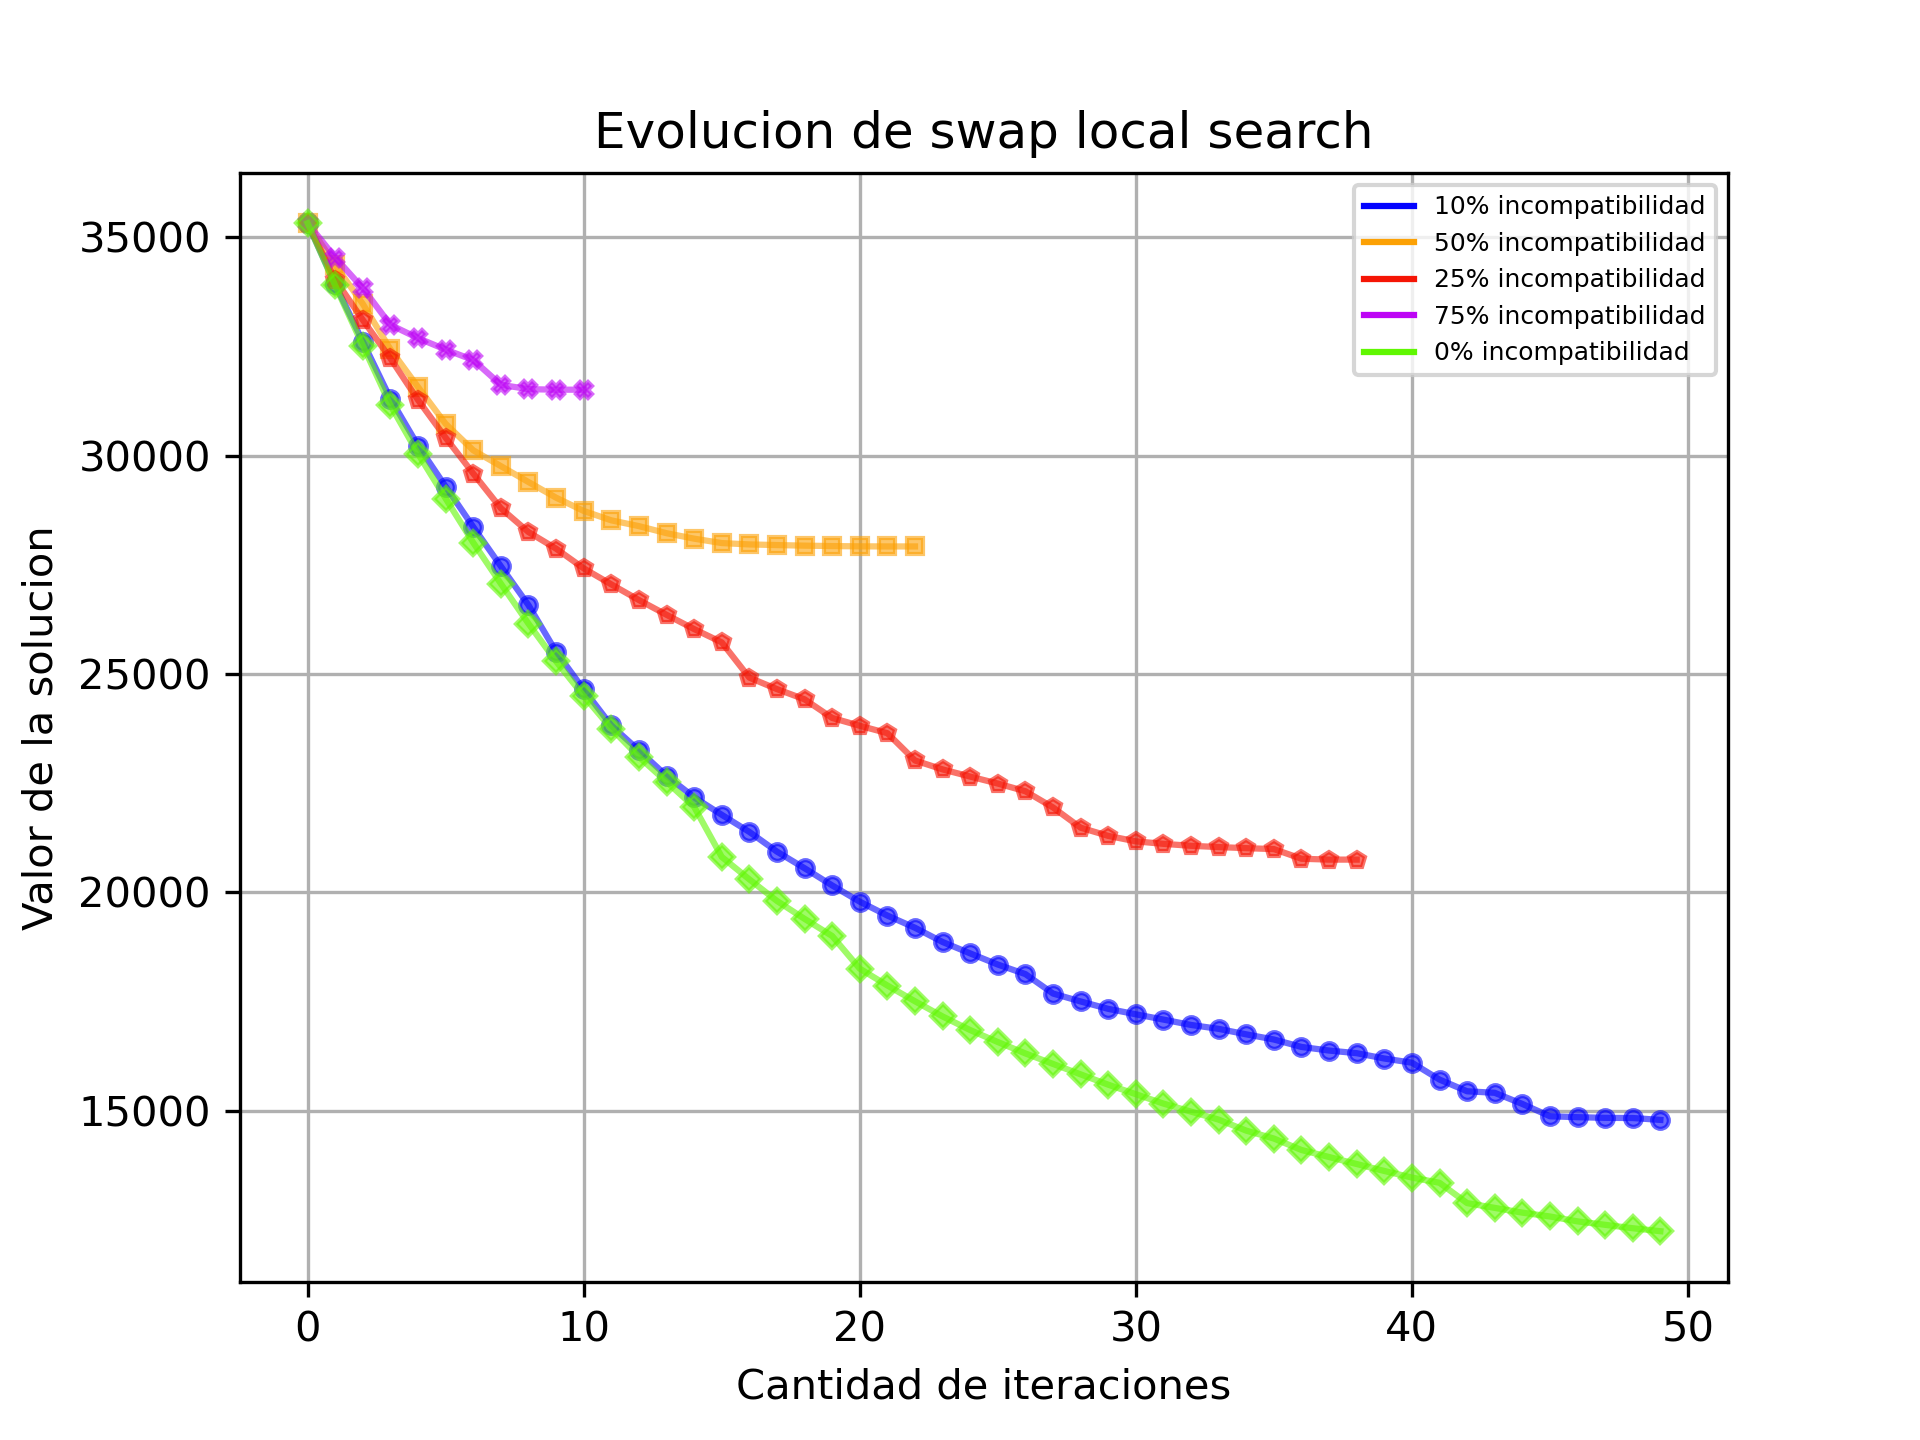 Evolucion de swap local search
10% incompatibilidad
50% incompatibilidad
25% incompatibilidad
75% incompatibilidad
0% incompatibilidad
Valor de la solucion
35000
30000
25000
20000
15000
0 10 20 30 40 50
Cantidad de iteraciones